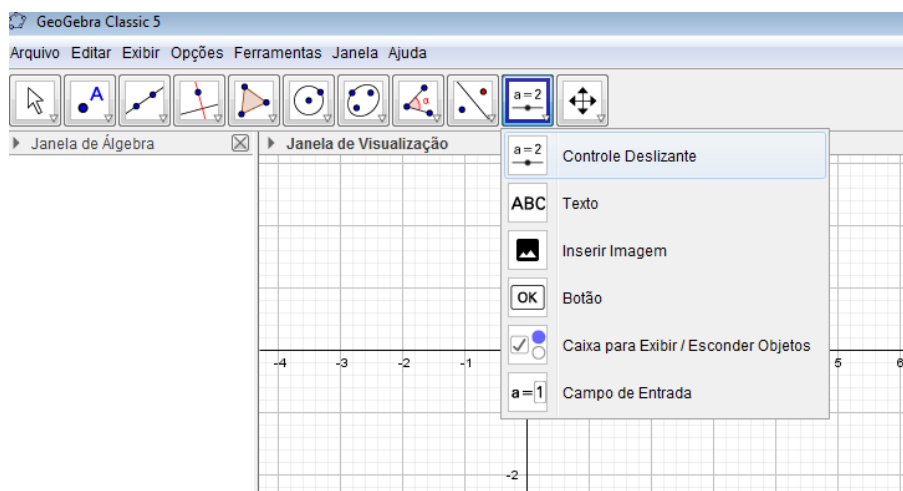 GeoGebra Classic 5
Arquivo Editar Exibir Opções Ferramentas Janela Ajuda
A
α
a=2
Janela de Álgebra
Janela de Visualização
a=2 Controle Deslizante
ABC Texto
Inserir Imagem
OK Botão
Caixa para Exibir / Esconder Objetos
a=1 Campo de Entrada
-4 -3 -2 -1 5 6
-2